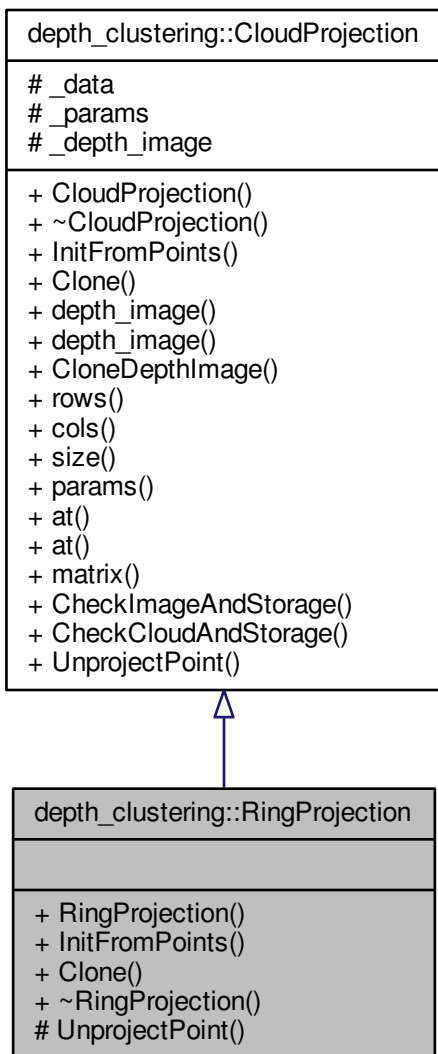 depth_clustering::CloudProjection
# _data
# _params
# _depth_image
+ CloudProjection()
+ ~CloudProjection()
+ InitFromPoints()
+ Clone()
+ depth_image()
+ depth_image()
+ CloneDepthImage()
+ rows()
+ cols()
+ size()
+ params()
+ at()
+ at()
+ matrix()
+ CheckImageAndStorage()
+ CheckCloudAndStorage()
+ UnprojectPoint()
depth_clustering::RingProjection
+ RingProjection()
+ InitFromPoints()
+ Clone()
+ ~RingProjection()
# UnprojectPoint()